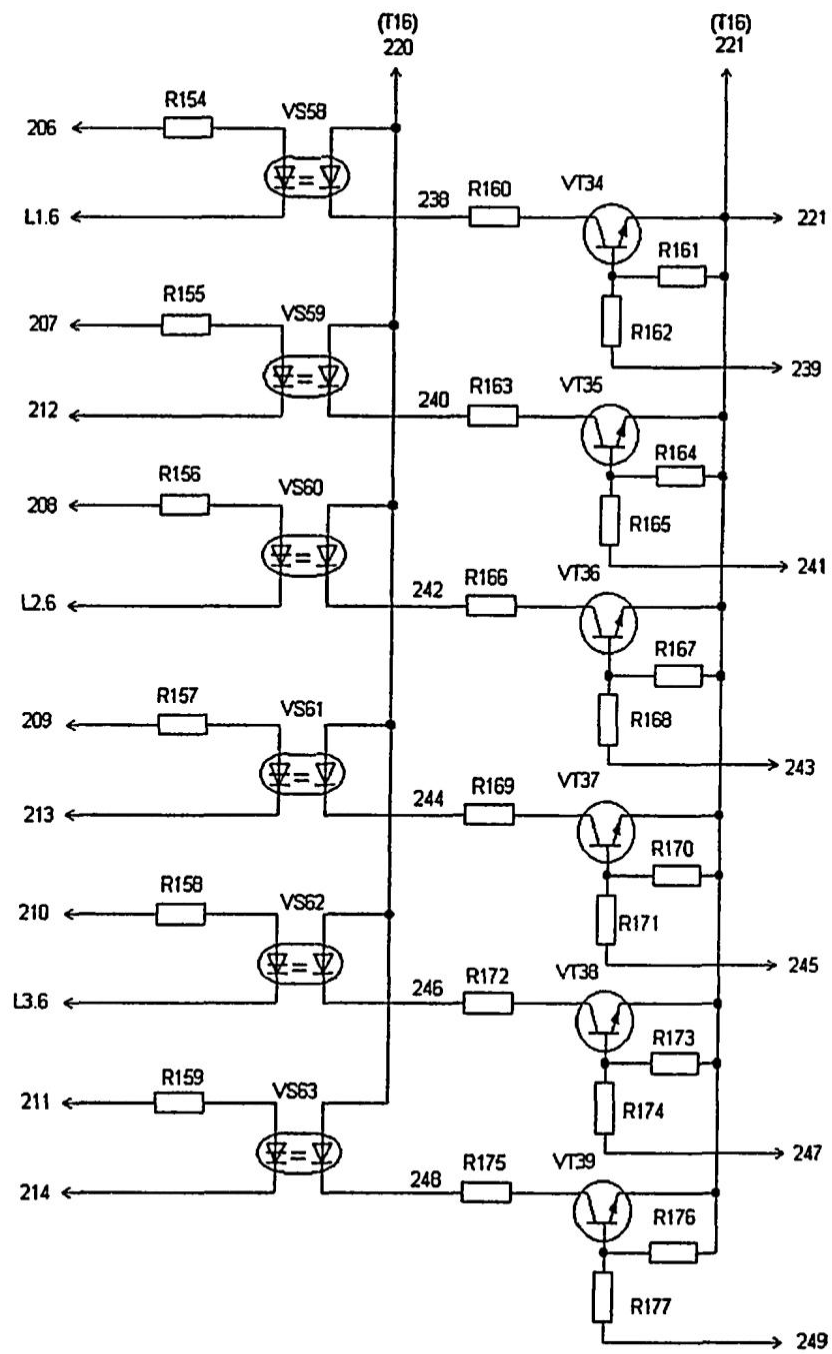 (T16)
220
(T16)
221
R154
VS58
206
R160
VT34
238
L1.6
221
R161
R155
VS59
R162
207
239
R163
VT35
240
212
R164
R156
VS60
208
R165
241
R166
VT36
242
L2.6
R167
R157
VS61
R168
209
243
R169
VT37
244
213
R170
R158
VS62
210
R171
245
R172
VT38
246
L3.6
R173
R159
VS63
211
R174
247
R175
VT39
248
214
R176
R177
249